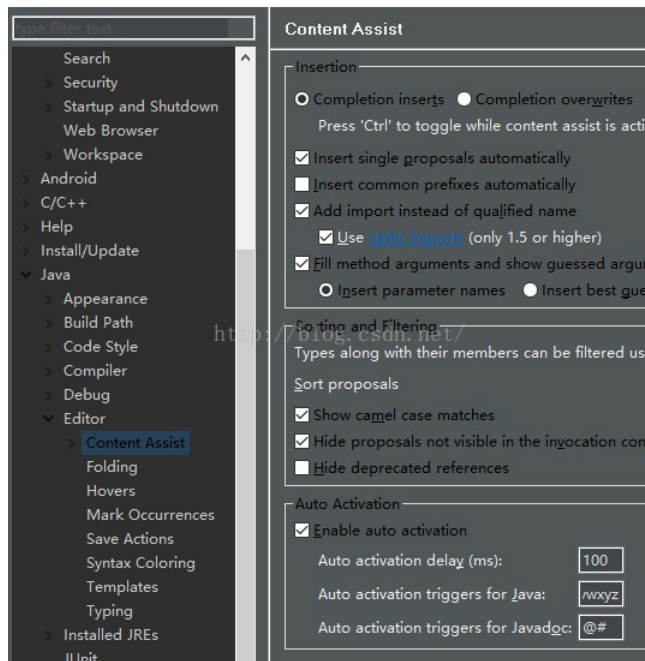 type filter text
Search
Security
Startup and Shutdown
Web Browser
Workspace
Android
C/C++
Help
Install/Update
Java
Appearance
Build Path
Code Style
Compiler
Debug
Editor
Content Assist
Folding
Hovers
Mark Occurrences
Save Actions
Syntax Coloring
Templates
Typing
Installed JREs
JUnit
Content Assist
Insertion
Completion inserts Completion overwrites
Press 'Ctrl' to toggle while content assist is acti
Insert single proposals automatically
Insert common prefixes automatically
Add import instead of qualified name
Use static imports (only 1.5 or higher)
Fill method arguments and show guessed argu
Insert parameter names Insert best gue
http://blog.csdn.net/
Sorting and Filtering
Types along with their members can be filtered us
Sort proposals
Show camel case matches
Hide proposals not visible in the invocation con
Hide deprecated references
Auto Activation
Enable auto activation
Auto activation delay (ms): 100
Auto activation triggers for Java: wxyz
Auto activation triggers for Javadoc: @#